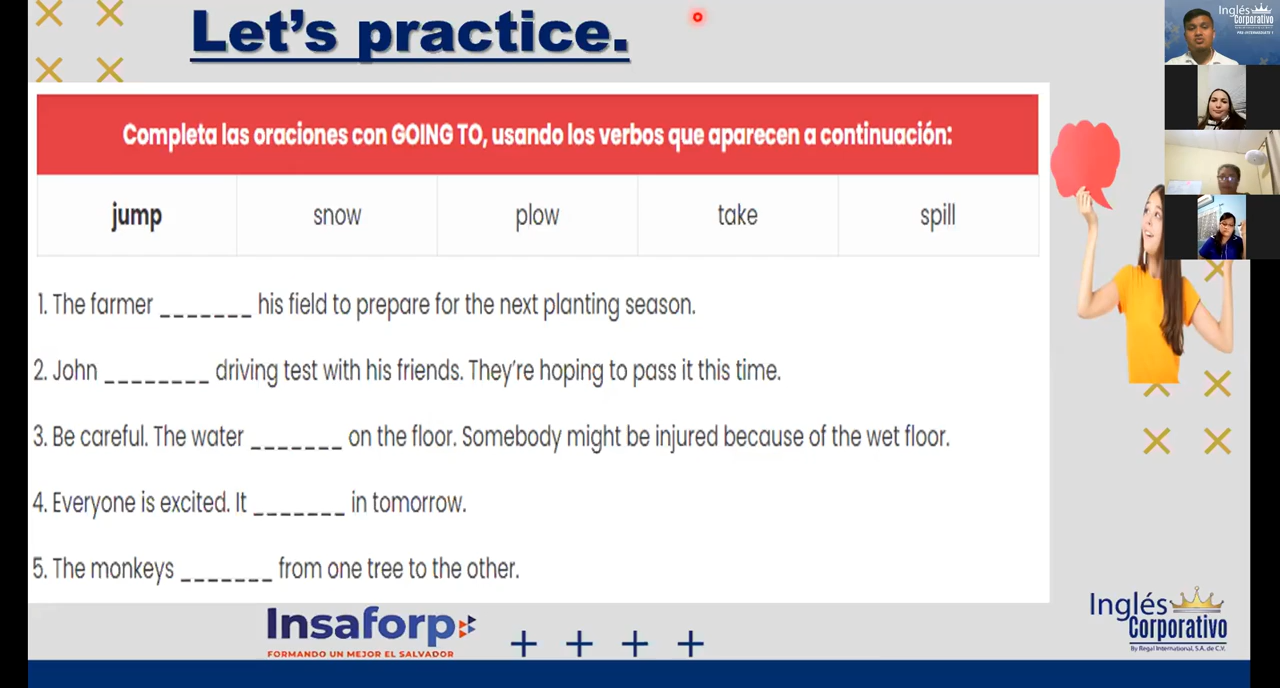 Let's practice.
Inglés
Corporativo
PRE-INTERMEDIATE 1
Completa las oraciones con GOING TO, usando los verbos que aparecen a continuación:
jump snow plow take spill
1. The farmer _______ his field to prepare for the next planting season.
2. John ________ driving test with his friends. They're hoping to pass it this time.
3. Be careful. The water _______ on the floor. Somebody might be injured because of the wet floor.
4. Everyone is excited. It _______ in tomorrow.
5. The monkeys _______ from one tree to the other.
Insaforp
FORMANDO UN MEJOR EL SALVADOR
Inglés
Corporativo
By Regal International, S.A. de C.V.